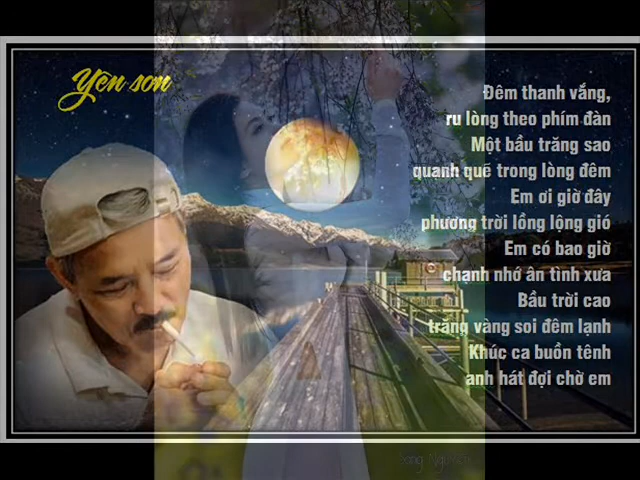 Yên sơn
Đêm thanh vắng,
ru lòng theo phím đàn
Một bầu trăng sao
quanh quẽ trong lòng đêm
Em ơi giờ đây
phương trời lồng lộng gió
Em có bao giờ
chạnh nhớ ân tình xưa
Bầu trời cao
trăng vàng soi đêm lạnh
Khúc ca buồn tênh
anh hát đợi chờ em